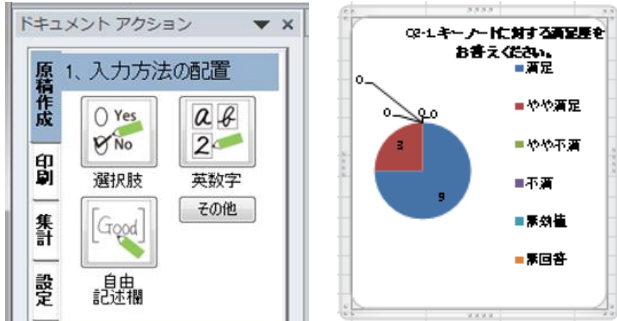 ドキュメント アクション
原稿作成
印刷
集計
設定
1、入力方法の配置
Yes
No
選択肢
a b
2
英数字
Good
自由
記述欄
その他
Q2-1.キーノートに対する満足度を
お答えください。
満足
やや満足
やや不満
不満
無効値
無回答
0
0
0
0
3
9